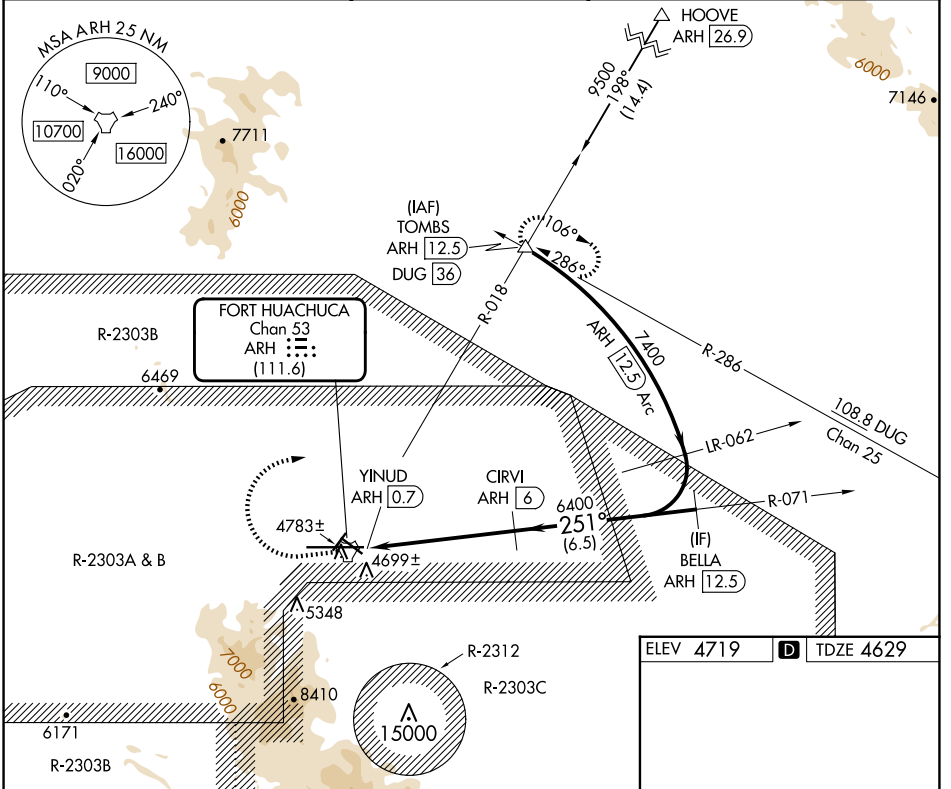 MSA ARH 25 NM
9000
110°
240°
10700
16000
020°
7711
6000
HOOVE
ARH 26.9
9500
198°
(14.4)
6000
7146
(IAF)
TOMBS
ARH 12.5
DUG 36
106°
286°
R-018
7400
ARH 12.5 Arc
R-286
108.8 DUG
Chan 25
R-2303B
FORT HUACHUCA
Chan 53
ARH
(111.6)
6469
LR-062
YINUD
ARH 0.7
CIRVI
ARH 6
6400
251°
(6.5)
R-071
(IF)
BELLA
ARH 12.5
4783±
4699±
R-2303A & B
5348
7000
6000
8410
R-2312
R-2303C
15000
6171
R-2303B
ELEV 4719 D TDZE 4629